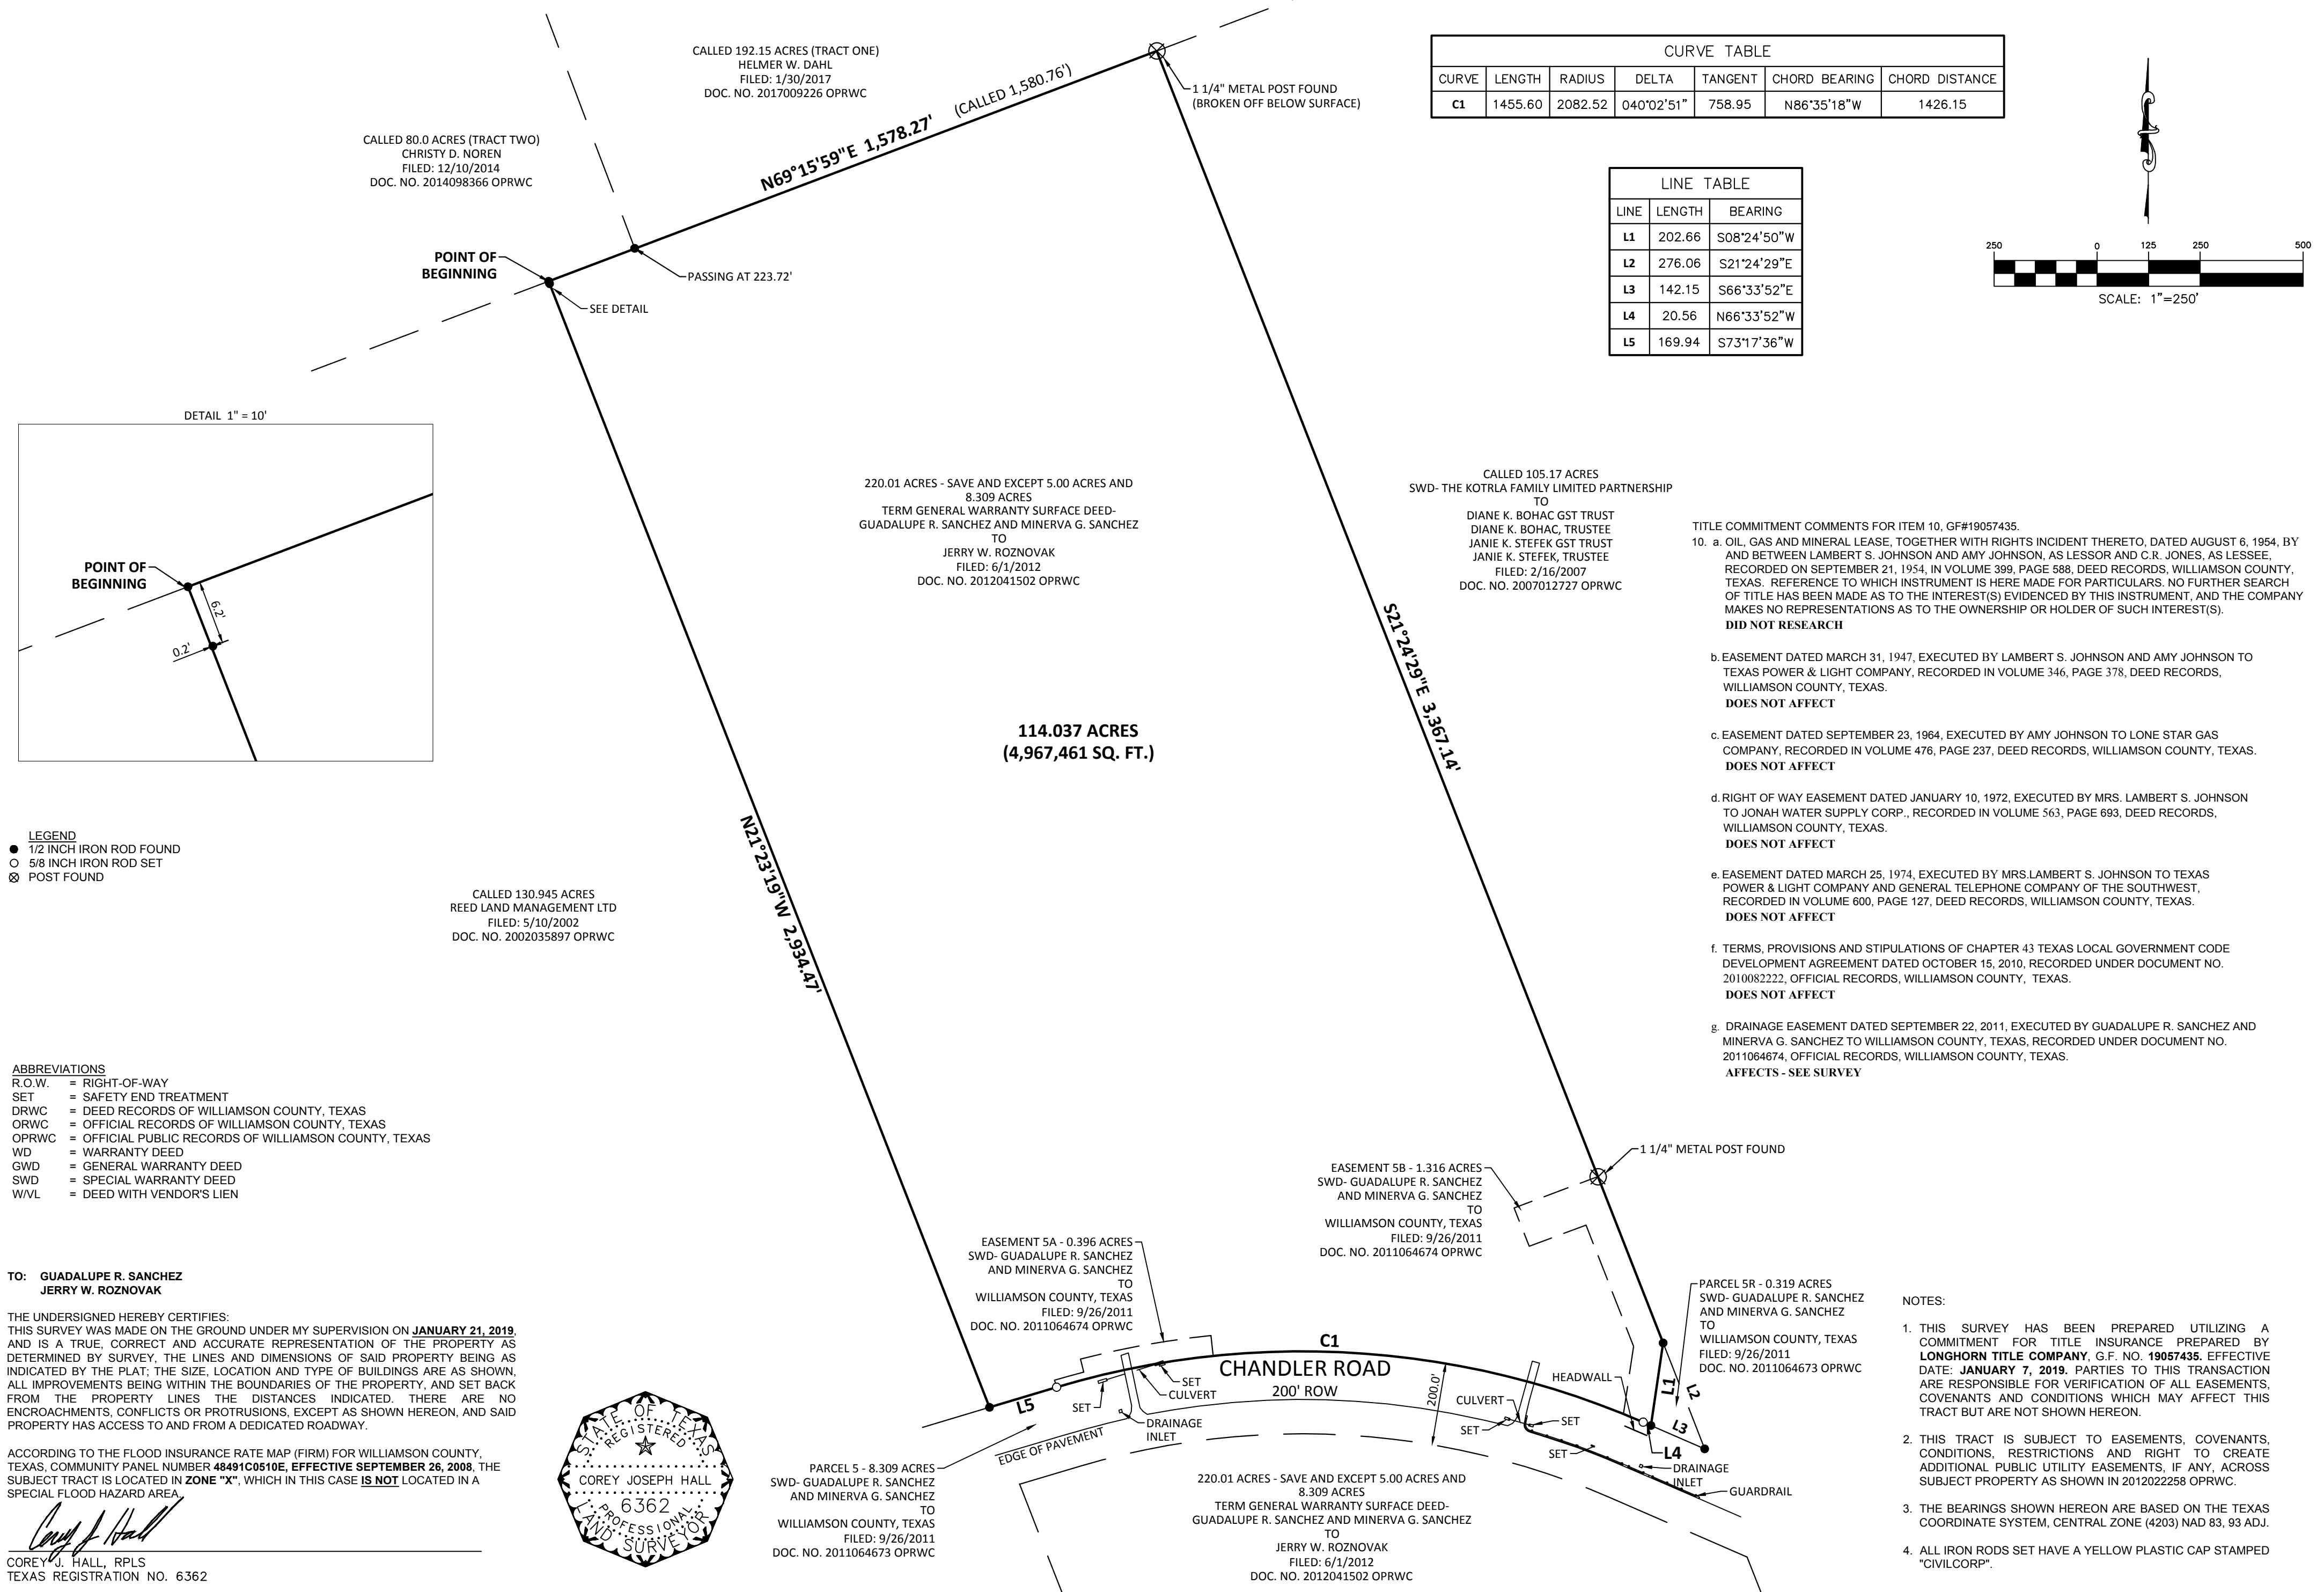 CALLED 192.15 ACRES (TRACT ONE)
HELMER W. DAHL
FILED: 1/30/2017
DOC. NO. 2017009226 OPRWC
(CALLED 1,580.76')
N69°15'59"E 1,578.27'
1 1/4" METAL POST FOUND
(BROKEN OFF BELOW SURFACE)
CALLED 80.0 ACRES (TRACT TWO)
CHRISTY D. NOREN
FILED: 12/10/2014
DOC. NO. 2014098366 OPRWC
POINT OF
BEGINNING
PASSING AT 223.72'
SEE DETAIL
CURVE TABLE
CURVE LENGTH RADIUS DELTA TANGENT CHORD BEARING CHORD DISTANCE
C1 1455.60 2082.52 040°02'51" 758.95 N86°35'18"W 1426.15
LINE TABLE
LINE LENGTH BEARING
L1 202.66 S08°24'50"W
L2 276.06 S21°24'29"E
L3 142.15 S66°33'52"E
L4 20.56 N66°33'52"W
L5 169.94 S73°17'36"W
250 0 125 250 500
SCALE: 1"=250'
DETAIL 1" = 10'
POINT OF
BEGINNING
6.2'
0.2'
220.01 ACRES - SAVE AND EXCEPT 5.00 ACRES AND
8.309 ACRES
TERM GENERAL WARRANTY SURFACE DEED-
GUADALUPE R. SANCHEZ AND MINERVA G. SANCHEZ
TO
JERRY W. ROZNOVAK
FILED: 6/1/2012
DOC. NO. 2012041502 OPRWC
CALLED 105.17 ACRES
SWD- THE KOTRLA FAMILY LIMITED PARTNERSHIP
TO
DIANE K. BOHAC GST TRUST
DIANE K. BOHAC, TRUSTEE
JANIE K. STEFEK GST TRUST
JANIE K. STEFEK, TRUSTEE
FILED: 2/16/2007
DOC. NO. 2007012727 OPRWC
S21°24'29"E 3,367.14'
114.037 ACRES
(4,967,461 SQ. FT.)
N21°23'19"W 2,934.47'
TITLE COMMITMENT COMMENTS FOR ITEM 10, GF#19057435.
10. a. OIL, GAS AND MINERAL LEASE, TOGETHER WITH RIGHTS INCIDENT THERETO, DATED AUGUST 6, 1954, BY
AND BETWEEN LAMBERT S. JOHNSON AND AMY JOHNSON, AS LESSOR AND C.R. JONES, AS LESSEE,
RECORDED ON SEPTEMBER 21, 1954, IN VOLUME 399, PAGE 588, DEED RECORDS, WILLIAMSON COUNTY,
TEXAS. REFERENCE TO WHICH INSTRUMENT IS HERE MADE FOR PARTICULARS. NO FURTHER SEARCH
OF TITLE HAS BEEN MADE AS TO THE INTEREST(S) EVIDENCED BY THIS INSTRUMENT, AND THE COMPANY
MAKES NO REPRESENTATIONS AS TO THE OWNERSHIP OR HOLDER OF SUCH INTEREST(S).
DID NOT RESEARCH
b. EASEMENT DATED MARCH 31, 1947, EXECUTED BY LAMBERT S. JOHNSON AND AMY JOHNSON TO
TEXAS POWER & LIGHT COMPANY, RECORDED IN VOLUME 346, PAGE 378, DEED RECORDS,
WILLIAMSON COUNTY, TEXAS.
DOES NOT AFFECT
c. EASEMENT DATED SEPTEMBER 23, 1964, EXECUTED BY AMY JOHNSON TO LONE STAR GAS
COMPANY, RECORDED IN VOLUME 476, PAGE 237, DEED RECORDS, WILLIAMSON COUNTY, TEXAS.
DOES NOT AFFECT
d. RIGHT OF WAY EASEMENT DATED JANUARY 10, 1972, EXECUTED BY MRS. LAMBERT S. JOHNSON
TO JONAH WATER SUPPLY CORP., RECORDED IN VOLUME 563, PAGE 693, DEED RECORDS,
WILLIAMSON COUNTY, TEXAS.
DOES NOT AFFECT
e. EASEMENT DATED MARCH 25, 1974, EXECUTED BY MRS.LAMBERT S. JOHNSON TO TEXAS
POWER & LIGHT COMPANY AND GENERAL TELEPHONE COMPANY OF THE SOUTHWEST,
RECORDED IN VOLUME 600, PAGE 127, DEED RECORDS, WILLIAMSON COUNTY, TEXAS.
DOES NOT AFFECT
f. TERMS, PROVISIONS AND STIPULATIONS OF CHAPTER 43 TEXAS LOCAL GOVERNMENT CODE
DEVELOPMENT AGREEMENT DATED OCTOBER 15, 2010, RECORDED UNDER DOCUMENT NO.
2010082222, OFFICIAL RECORDS, WILLIAMSON COUNTY, TEXAS.
DOES NOT AFFECT
g. DRAINAGE EASEMENT DATED SEPTEMBER 22, 2011, EXECUTED BY GUADALUPE R. SANCHEZ AND
MINERVA G. SANCHEZ TO WILLIAMSON COUNTY, TEXAS, RECORDED UNDER DOCUMENT NO.
2011064674, OFFICIAL RECORDS, WILLIAMSON COUNTY, TEXAS.
AFFECTS - SEE SURVEY
LEGEND
1/2 INCH IRON ROD FOUND
5/8 INCH IRON ROD SET
POST FOUND
CALLED 130.945 ACRES
REED LAND MANAGEMENT LTD
FILED: 5/10/2002
DOC. NO. 2002035897 OPRWC
ABBREVIATIONS
R.O.W. = RIGHT-OF-WAY
SET = SAFETY END TREATMENT
DRWC = DEED RECORDS OF WILLIAMSON COUNTY, TEXAS
ORWC = OFFICIAL RECORDS OF WILLIAMSON COUNTY, TEXAS
OPRWC = OFFICIAL PUBLIC RECORDS OF WILLIAMSON COUNTY, TEXAS
WD = WARRANTY DEED
GWD = GENERAL WARRANTY DEED
SWD = SPECIAL WARRANTY DEED
W/VL = DEED WITH VENDOR'S LIEN
1 1/4" METAL POST FOUND
EASEMENT 5B - 1.316 ACRES
SWD- GUADALUPE R. SANCHEZ
AND MINERVA G. SANCHEZ
TO
WILLIAMSON COUNTY, TEXAS
FILED: 9/26/2011
DOC. NO. 2011064674 OPRWC
EASEMENT 5A - 0.396 ACRES
SWD- GUADALUPE R. SANCHEZ
AND MINERVA G. SANCHEZ
TO
WILLIAMSON COUNTY, TEXAS
FILED: 9/26/2011
DOC. NO. 2011064674 OPRWC
PARCEL 5R - 0.319 ACRES
SWD- GUADALUPE R. SANCHEZ
AND MINERVA G. SANCHEZ
TO
WILLIAMSON COUNTY, TEXAS
FILED: 9/26/2011
DOC. NO. 2011064673 OPRWC
C1
CHANDLER ROAD
200' ROW
200.0'
SET
CULVERT
SET
DRAINAGE
INLET
L5
EDGE OF PAVEMENT
HEADWALL
CULVERT
SET
SET
SET
L1
L2
L3
L4
DRAINAGE
INLET
GUARDRAIL
PARCEL 5 - 8.309 ACRES
SWD- GUADALUPE R. SANCHEZ
AND MINERVA G. SANCHEZ
TO
WILLIAMSON COUNTY, TEXAS
FILED: 9/26/2011
DOC. NO. 2011064673 OPRWC
220.01 ACRES - SAVE AND EXCEPT 5.00 ACRES AND
8.309 ACRES
TERM GENERAL WARRANTY SURFACE DEED-
GUADALUPE R. SANCHEZ AND MINERVA G. SANCHEZ
TO
JERRY W. ROZNOVAK
FILED: 6/1/2012
DOC. NO. 2012041502 OPRWC
TO: GUADALUPE R. SANCHEZ
JERRY W. ROZNOVAK
THE UNDERSIGNED HEREBY CERTIFIES:
THIS SURVEY WAS MADE ON THE GROUND UNDER MY SUPERVISION ON JANUARY 21, 2019,
AND IS A TRUE, CORRECT AND ACCURATE REPRESENTATION OF THE PROPERTY AS
DETERMINED BY SURVEY, THE LINES AND DIMENSIONS OF SAID PROPERTY BEING AS
INDICATED BY THE PLAT; THE SIZE, LOCATION AND TYPE OF BUILDINGS ARE AS SHOWN,
ALL IMPROVEMENTS BEING WITHIN THE BOUNDARIES OF THE PROPERTY, AND SET BACK
FROM THE PROPERTY LINES THE DISTANCES INDICATED. THERE ARE NO
ENCROACHMENTS, CONFLICTS OR PROTRUSIONS, EXCEPT AS SHOWN HEREON, AND SAID
PROPERTY HAS ACCESS TO AND FROM A DEDICATED ROADWAY.
ACCORDING TO THE FLOOD INSURANCE RATE MAP (FIRM) FOR WILLIAMSON COUNTY,
TEXAS, COMMUNITY PANEL NUMBER 48491C0510E, EFFECTIVE SEPTEMBER 26, 2008, THE
SUBJECT TRACT IS LOCATED IN ZONE "X", WHICH IN THIS CASE IS NOT LOCATED IN A
SPECIAL FLOOD HAZARD AREA.
Corey J Hall
COREY J. HALL, RPLS
TEXAS REGISTRATION NO. 6362
STATE OF TEXAS
REGISTERED
COREY JOSEPH HALL
6362
PROFESSIONAL
LAND SURVEYOR
NOTES:
1. THIS SURVEY HAS BEEN PREPARED UTILIZING A
COMMITMENT FOR TITLE INSURANCE PREPARED BY
LONGHORN TITLE COMPANY, G.F. NO. 19057435. EFFECTIVE
DATE: JANUARY 7, 2019. PARTIES TO THIS TRANSACTION
ARE RESPONSIBLE FOR VERIFICATION OF ALL EASEMENTS,
COVENANTS AND CONDITIONS WHICH MAY AFFECT THIS
TRACT BUT ARE NOT SHOWN HEREON.
2. THIS TRACT IS SUBJECT TO EASEMENTS, COVENANTS,
CONDITIONS, RESTRICTIONS AND RIGHT TO CREATE
ADDITIONAL PUBLIC UTILITY EASEMENTS, IF ANY, ACROSS
SUBJECT PROPERTY AS SHOWN IN 2012022258 OPRWC.
3. THE BEARINGS SHOWN HEREON ARE BASED ON THE TEXAS
COORDINATE SYSTEM, CENTRAL ZONE (4203) NAD 83, 93 ADJ.
4. ALL IRON RODS SET HAVE A YELLOW PLASTIC CAP STAMPED
"CIVILCORP".